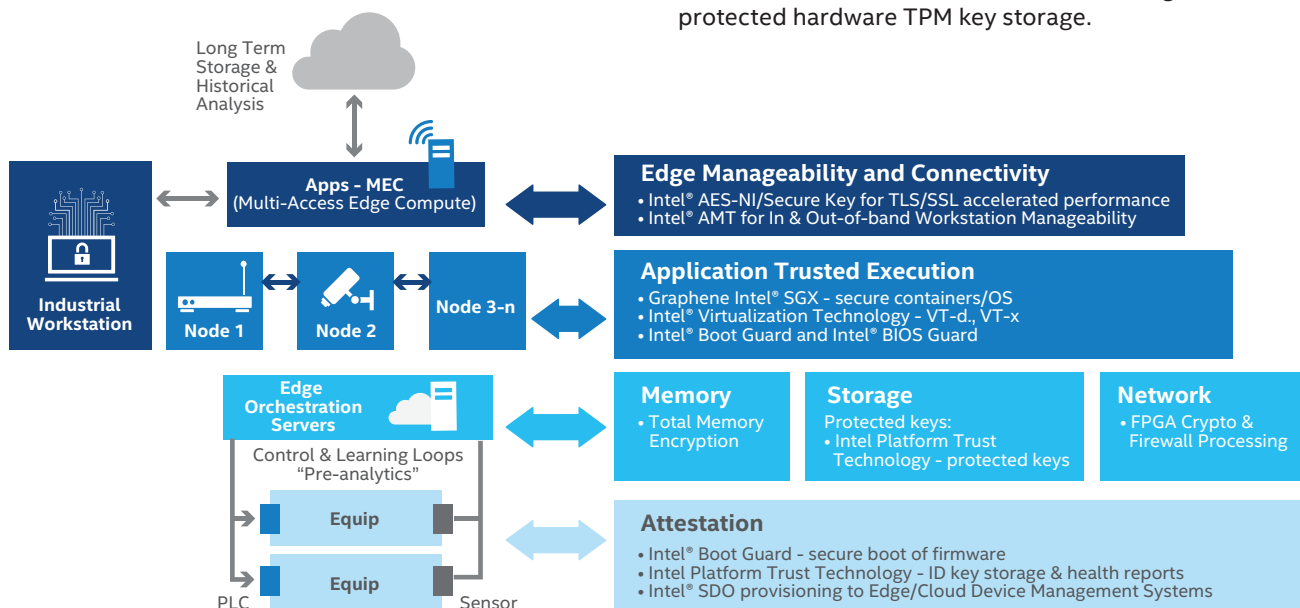 protected hardware TPM key storage.
Long Term
Storage &
Historical
Analysis
Industrial
Workstation
Apps - MEC
(Multi-Access Edge Compute)
Edge Manageability and Connectivity
• Intel® AES-NI/Secure Key for TLS/SSL accelerated performance
• Intel® AMT for In & Out-of-band Workstation Manageability
Node 1
Node 2
Node 3-n
Application Trusted Execution
• Graphene Intel® SGX - secure containers/OS
• Intel® Virtualization Technology - VT-d., VT-x
• Intel® Boot Guard and Intel® BIOS Guard
Edge
Orchestration
Servers
Memory
• Total Memory
Encryption
Storage
Protected keys:
• Intel Platform Trust
Technology - protected keys
Network
• FPGA Crypto &
Firewall Processing
Control & Learning Loops
“Pre-analytics”
Equip
Equip
PLC
Sensor
Attestation
• Intel® Boot Guard - secure boot of firmware
• Intel Platform Trust Technology - ID key storage & health reports
• Intel® SDO provisioning to Edge/Cloud Device Management Systems